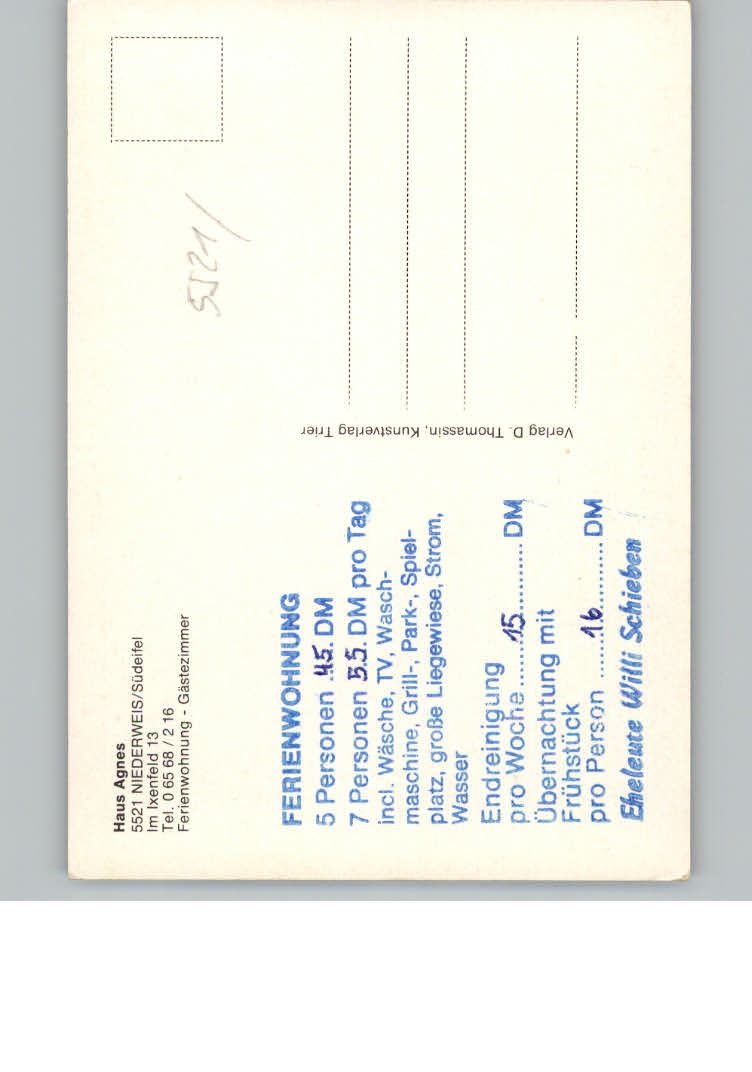 Haus Agnes
5521 NIEDERWEIS/Südeifel
Im Ixenfeld 13
Tel. 0 65 68 / 2 16
Ferienwohnung - Gästezimmer
5521/
FERIENWOHNUNG
5 Personen .45. DM
7 Personen 5.5. DM pro Tag
incl. Wäsche, TV, Wasch-
maschine, Grill-, Park-, Spiel-
platz, große Liegewiese, Strom,
Wasser
Endreinigung
pro Woche ......15........... DM
Übernachtung mit
Frühstück
pro Person ......16.......... DM
Eheleute Willi Schieben
Verlag D. Thomassin, Kunstverlag Trier